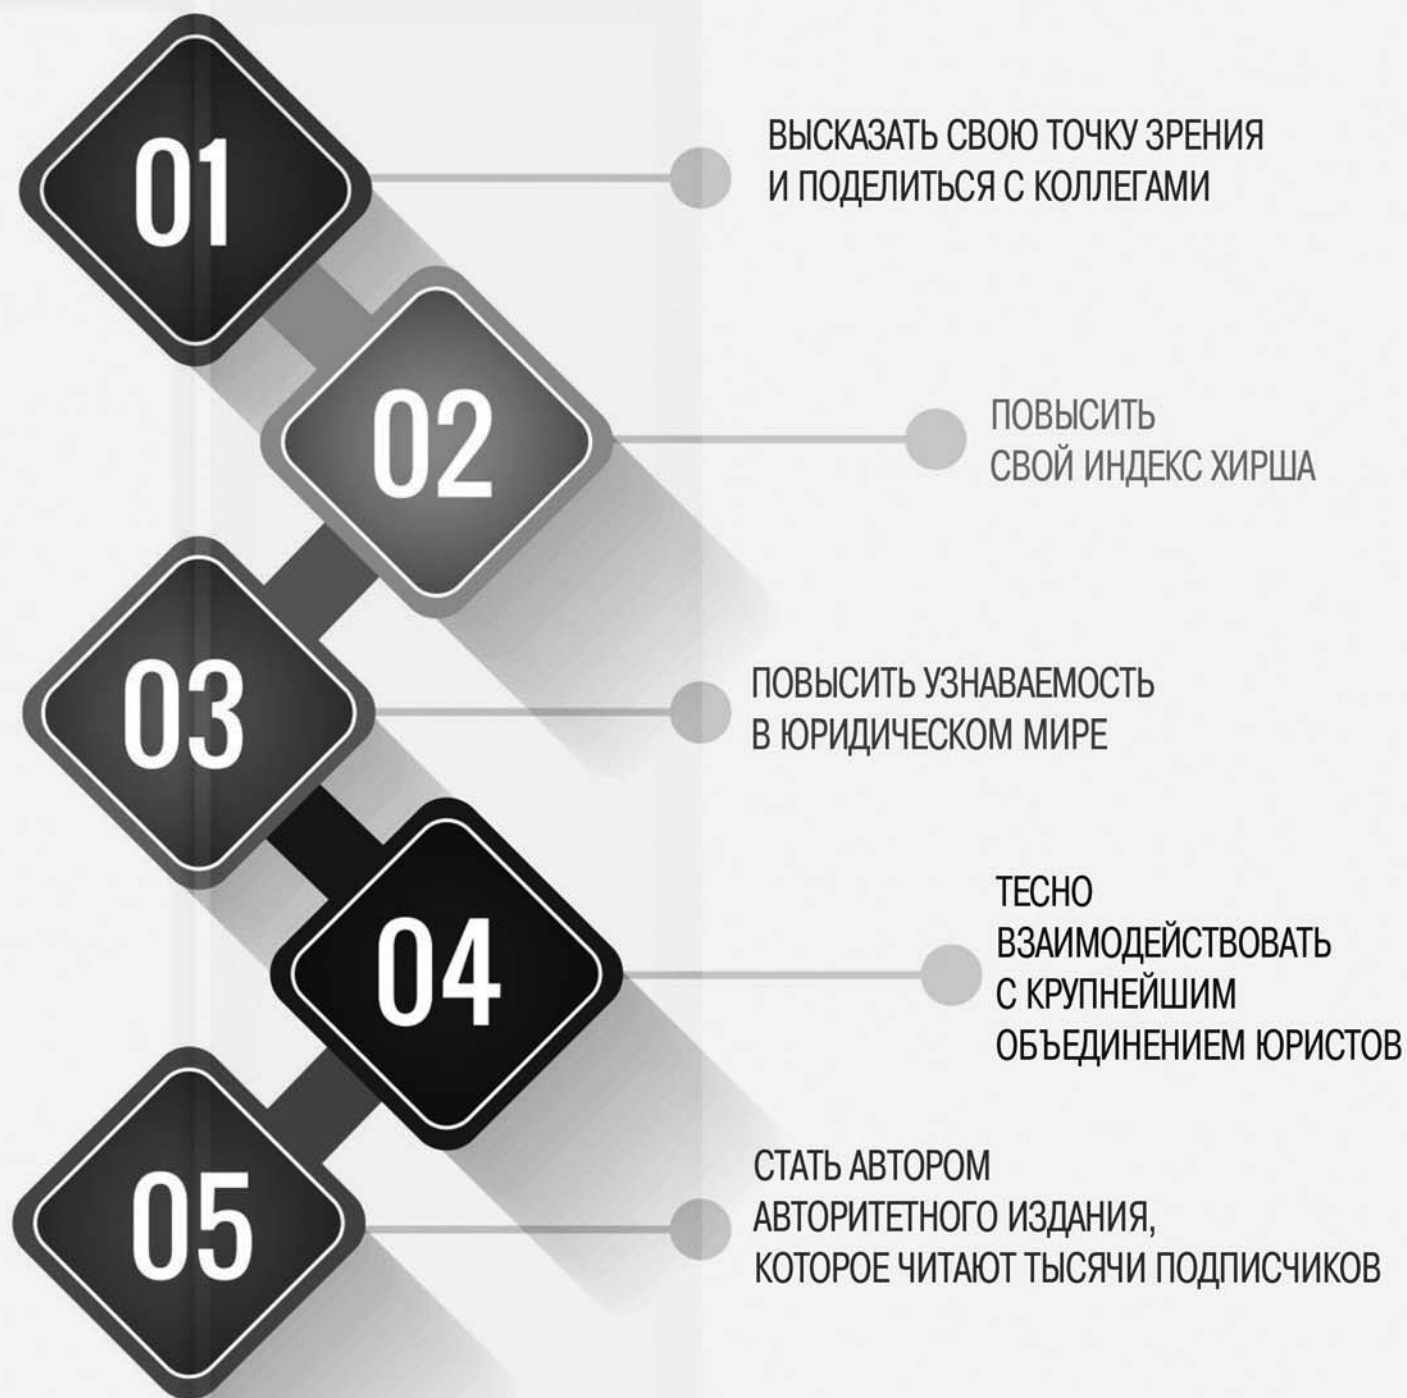 01
ВЫСКАЗАТЬ СВОЮ ТОЧКУ ЗРЕНИЯ
И ПОДЕЛИТЬСЯ С КОЛЛЕГАМИ
02
ПОВЫСИТЬ
СВОЙ ИНДЕКС ХИРША
03
ПОВЫСИТЬ УЗНАВАЕМОСТЬ
В ЮРИДИЧЕСКОМ МИРЕ
04
ТЕСНО
ВЗАИМОДЕЙСТВОВАТЬ
С КРУПНЕЙШИМ
ОБЪЕДИНЕНИЕМ ЮРИСТОВ
05
СТАТЬ АВТОРОМ
АВТОРИТЕТНОГО ИЗДАНИЯ,
КОТОРОЕ ЧИТАЮТ ТЫСЯЧИ ПОДПИСЧИКОВ